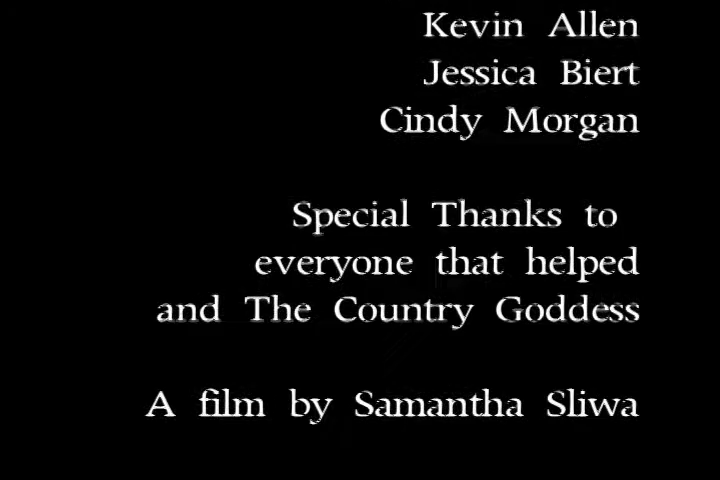 Kevin Allen
Jessica Biert
Cindy Morgan
Special Thanks to
everyone that helped
and The Country Goddess
A film by Samantha Sliwa